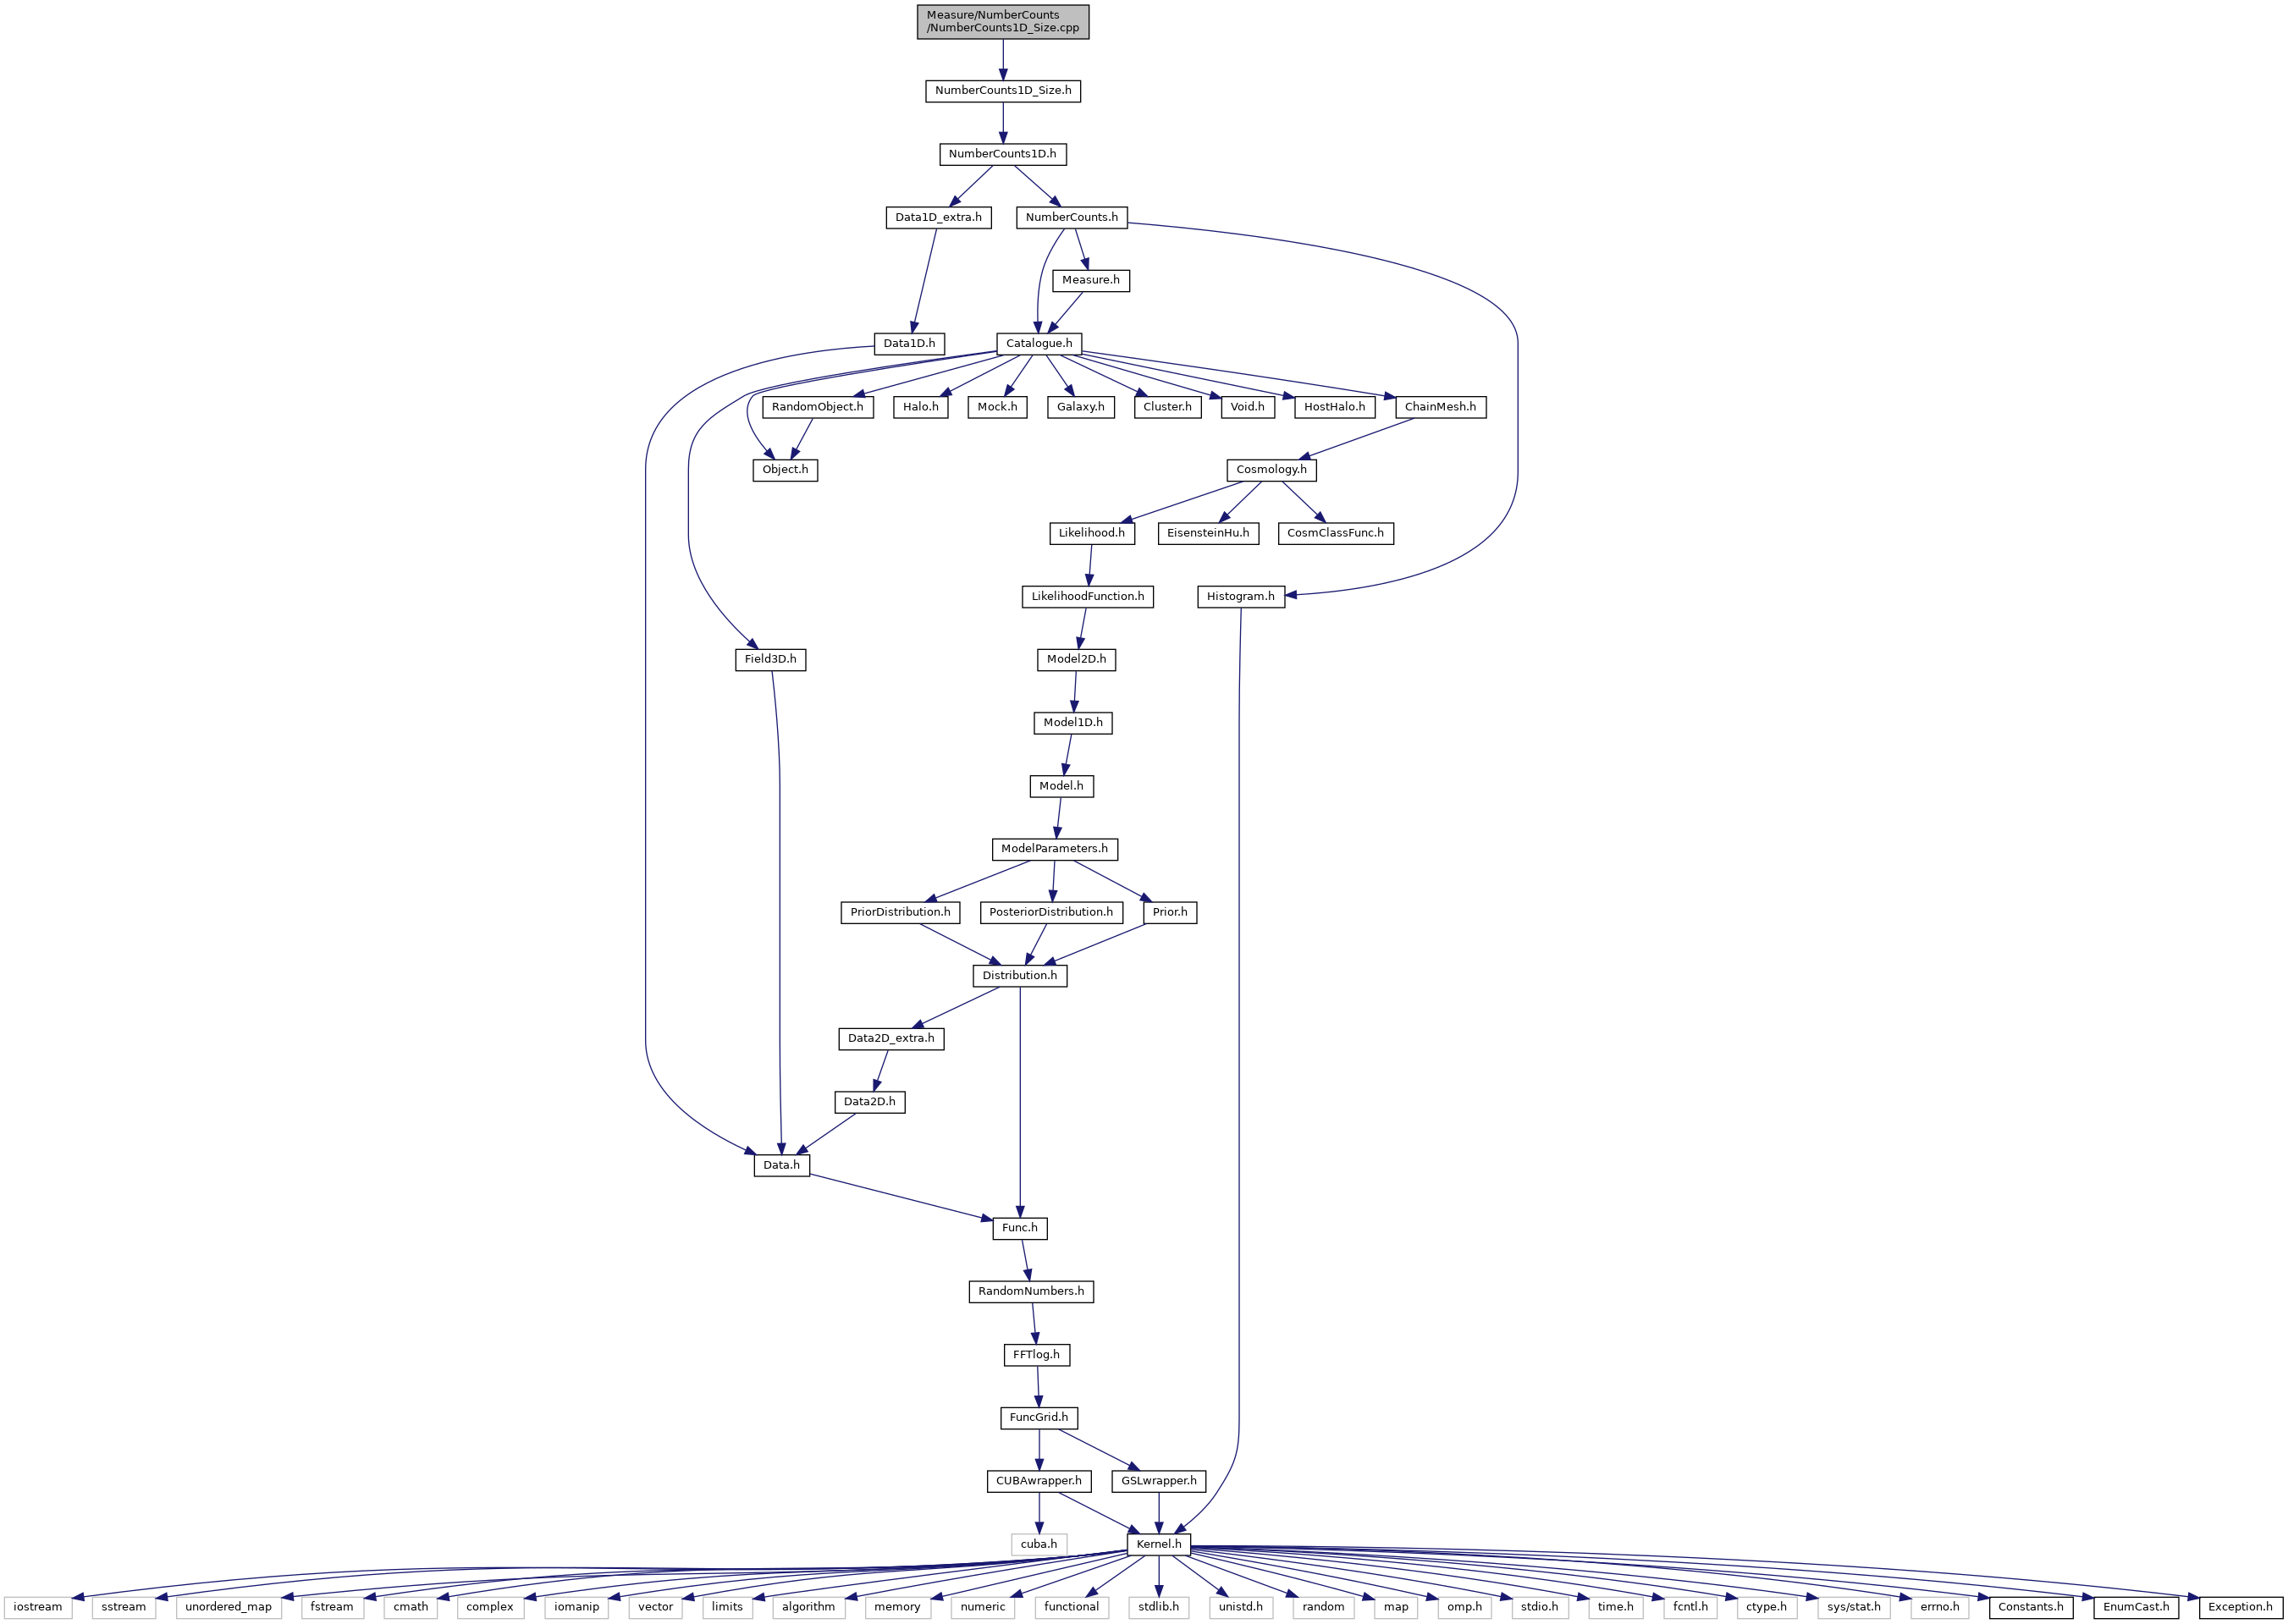 Measure/NumberCounts
/NumberCounts1D_Size.cpp
NumberCounts1D_Size.h
NumberCounts1D.h
Data1D_extra.h
NumberCounts.h
Measure.h
Data1D.h
Catalogue.h
RandomObject.h
Halo.h
Mock.h
Galaxy.h
Cluster.h
Void.h
HostHalo.h
ChainMesh.h
Object.h
Cosmology.h
Likelihood.h
EisensteinHu.h
CosmClassFunc.h
LikelihoodFunction.h
Histogram.h
Field3D.h
Model2D.h
Model1D.h
Model.h
ModelParameters.h
PriorDistribution.h
PosteriorDistribution.h
Prior.h
Distribution.h
Data2D_extra.h
Data2D.h
Data.h
Func.h
RandomNumbers.h
FFTlog.h
FuncGrid.h
CUBAwrapper.h
GSLwrapper.h
cuba.h
Kernel.h
iostream
sstream
unordered_map
fstream
cmath
complex
iomanip
vector
limits
algorithm
memory
numeric
functional
stdlib.h
unistd.h
random
map
omp.h
stdio.h
time.h
fcntl.h
ctype.h
sys/stat.h
errno.h
Constants.h
EnumCast.h
Exception.h